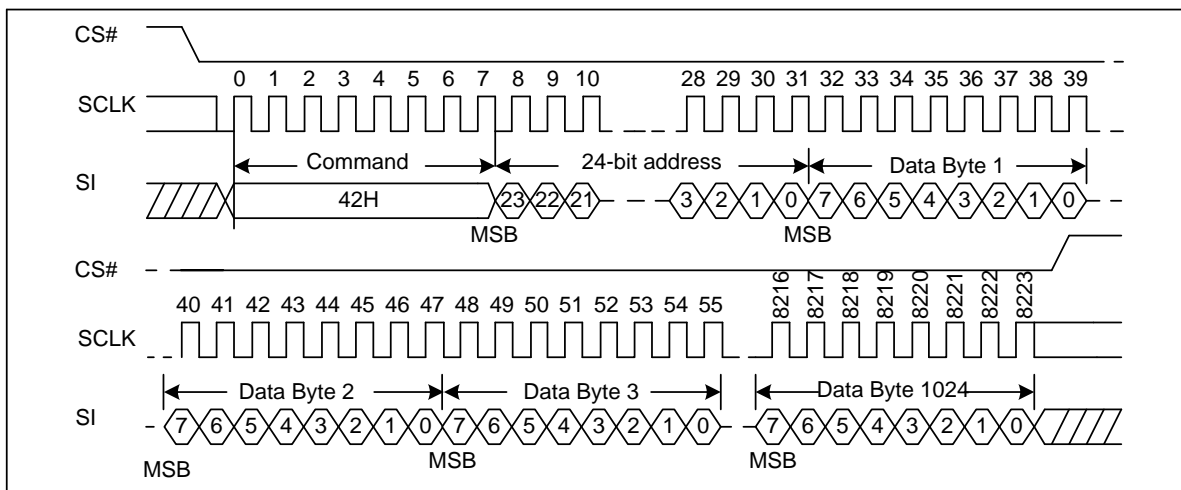 CS#
0 1 2 3 4 5 6 7 8 9 10 28 29 30 31 32 33 34 35 36 37 38 39
SCLK
Command 24-bit address Data Byte 1
SI
42H 23 22 21 3 2 1 0 7 6 5 4 3 2 1 0
MSB MSB
CS#
40 41 42 43 44 45 46 47 48 49 50 51 52 53 54 55 8216 8217 8218 8219 8220 8221 8222 8223
SCLK
Data Byte 2 Data Byte 3 Data Byte 1024
SI
7 6 5 4 3 2 1 0 7 6 5 4 3 2 1 0 7 6 5 4 3 2 1 0
MSB MSB MSB